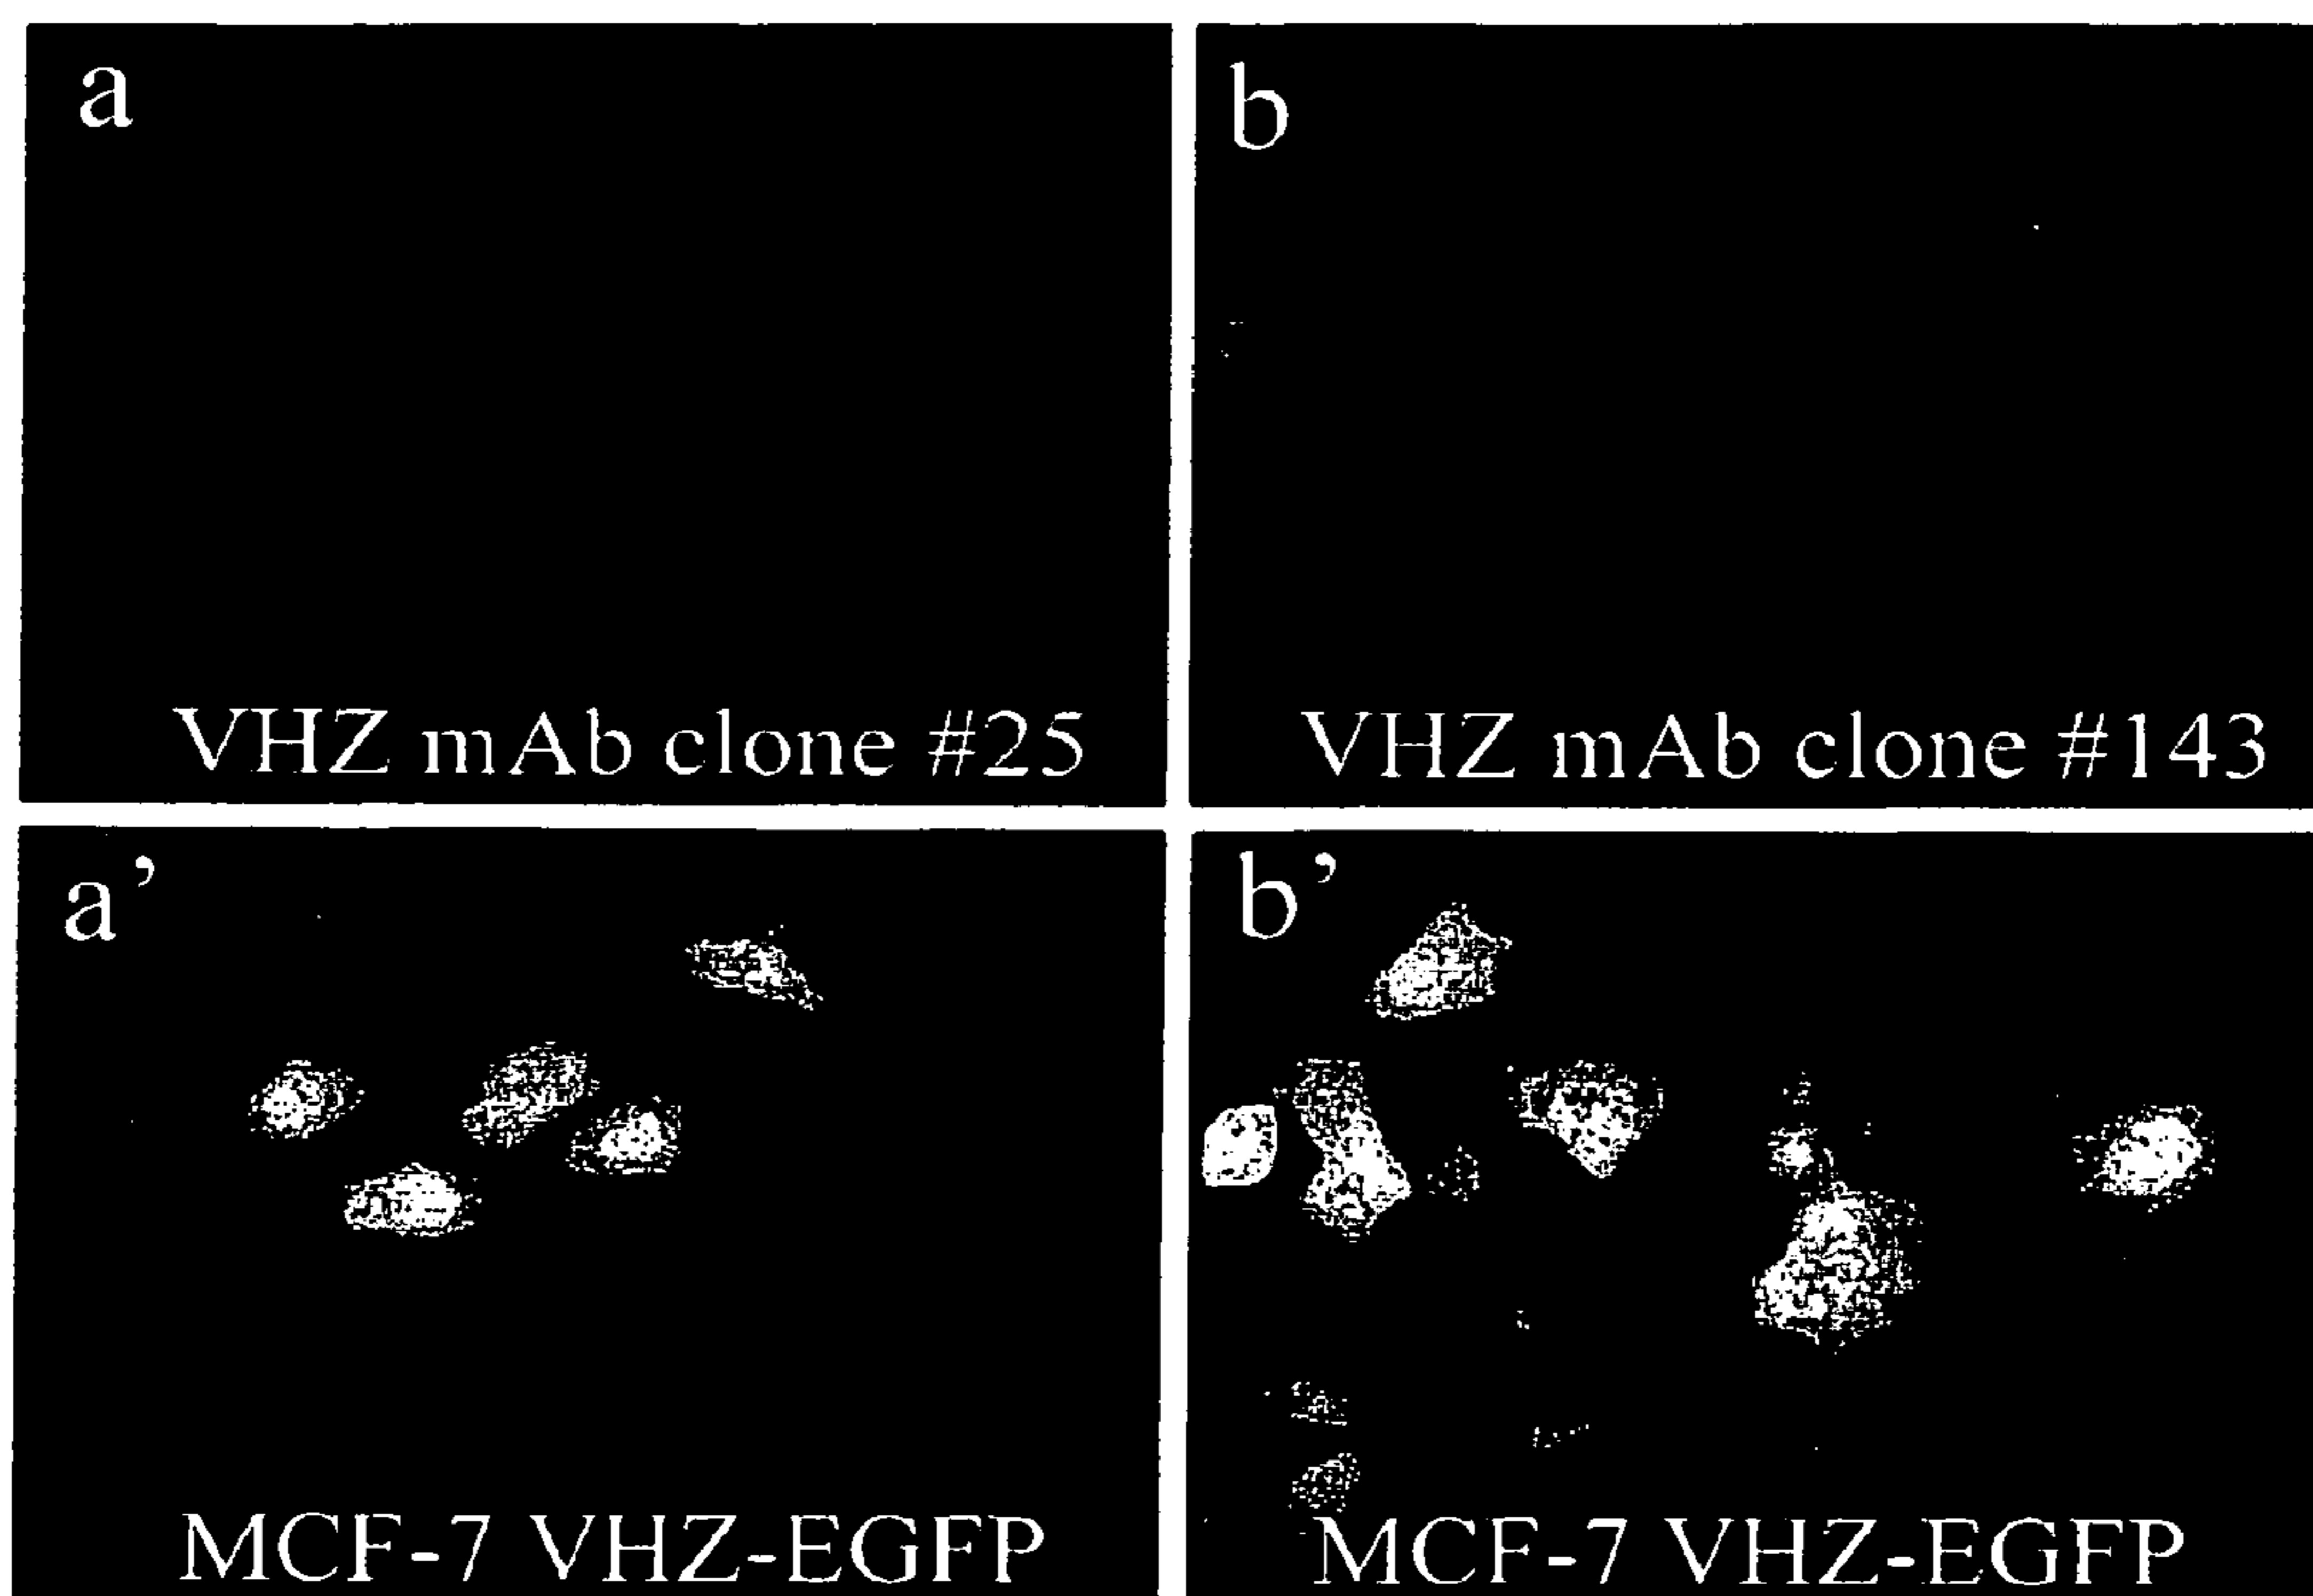 a
b
VHZ mAb clone #25
VHZ mAb clone #143
a’
b’
MCF-7 VHZ-EGFP
MCF-7 VHZ-EGFP